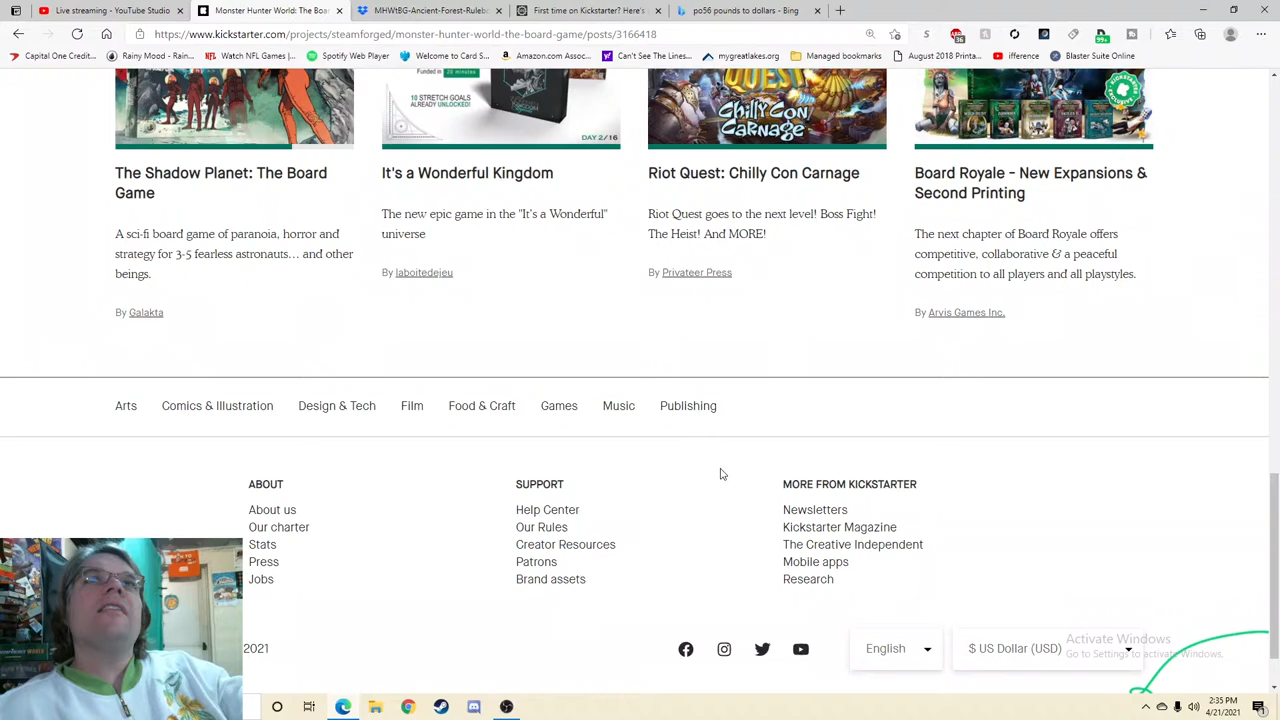 Live streaming - YouTube Studio
Monster Hunter World: The Boar
MHWtBG-Ancient-Forest-Rulebo
First time on Kickstarter? Here's
po56 pounds to dollars - Bing
https://www.kickstarter.com/projects/steamforged/monster-hunter-world-the-board-game/posts/3166418
Capital One Credit...
Rainy Mood - Rain...
Watch NFL Games |...
Spotify Web Player
Welcome to Card S...
Amazon.com Assoc...
Can't See The Lines...
mygreatlakes.org
Managed bookmarks
August 2018 Printa...
ifference
Blaster Suite Online
10 STRETCH GOALS
ALREADY UNLOCKED!
DAY 2/16
QUEST
CHILLY CON
CARNAGE
The Shadow Planet: The Board
Game
A sci-fi board game of paranoia, horror and
strategy for 3-5 fearless astronauts… and other
beings.
By Galakta
It's a Wonderful Kingdom
The new epic game in the "It's a Wonderful"
universe
By laboitedejeu
Riot Quest: Chilly Con Carnage
Riot Quest goes to the next level! Boss Fight!
The Heist! And MORE!
By Privateer Press
Board Royale - New Expansions &
Second Printing
The next chapter of Board Royale offers
competitive, collaborative & a peaceful
competition to all players and all playstyles.
By Arvis Games Inc.
Arts
Comics & Illustration
Design & Tech
Film
Food & Craft
Games
Music
Publishing
ABOUT
About us
Our charter
Stats
Press
Jobs
SUPPORT
Help Center
Our Rules
Creator Resources
Patrons
Brand assets
MORE FROM KICKSTARTER
Newsletters
Kickstarter Magazine
The Creative Independent
Mobile apps
Research
2021
English
$ US Dollar (USD)
Activate Windows
Go to Settings to activate Windows.
2:35 PM
4/21/2021